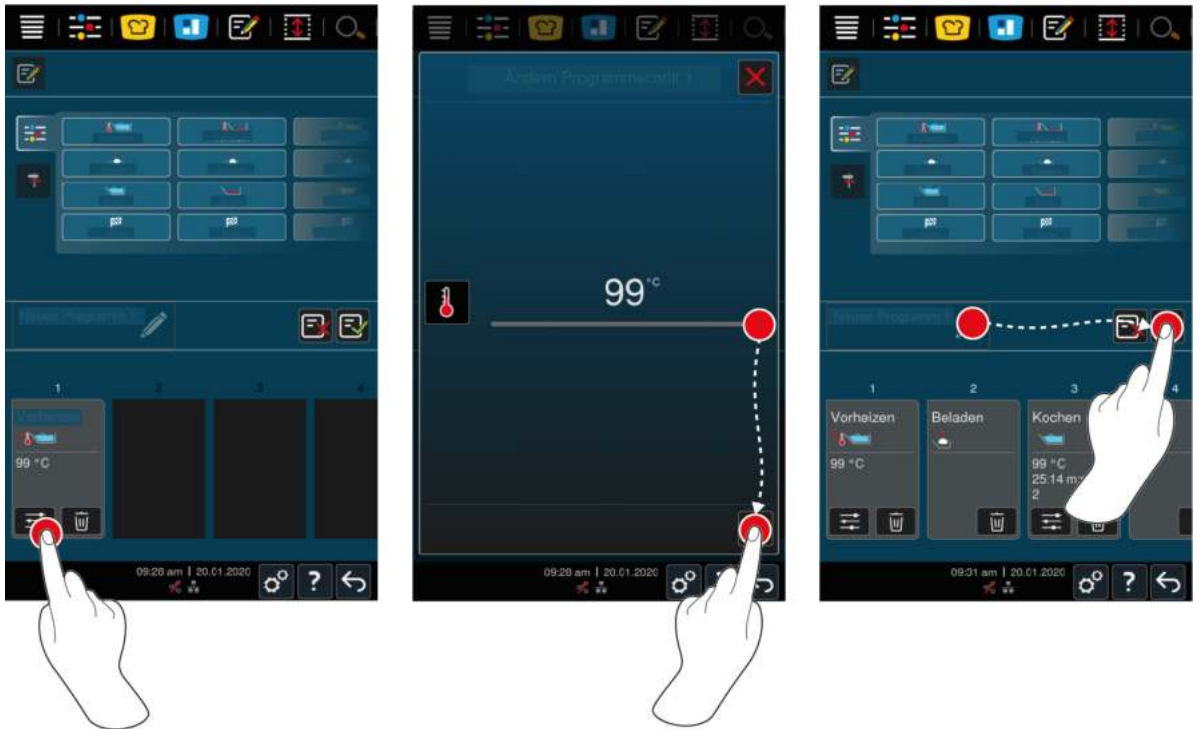 Neues Programm 1
1 2 3 4
Vorheizen
99 °C
09:28 am | 20.01.2020 ?
Ändern Programmschritt 1
99 °C
09:28 am | 20.01.2020
Neues Programm
1 2 3 4
Vorheizen Beladen Kochen
99 °C 99 °C
25:14 m
2
09:31 am | 20.01.2020 ?